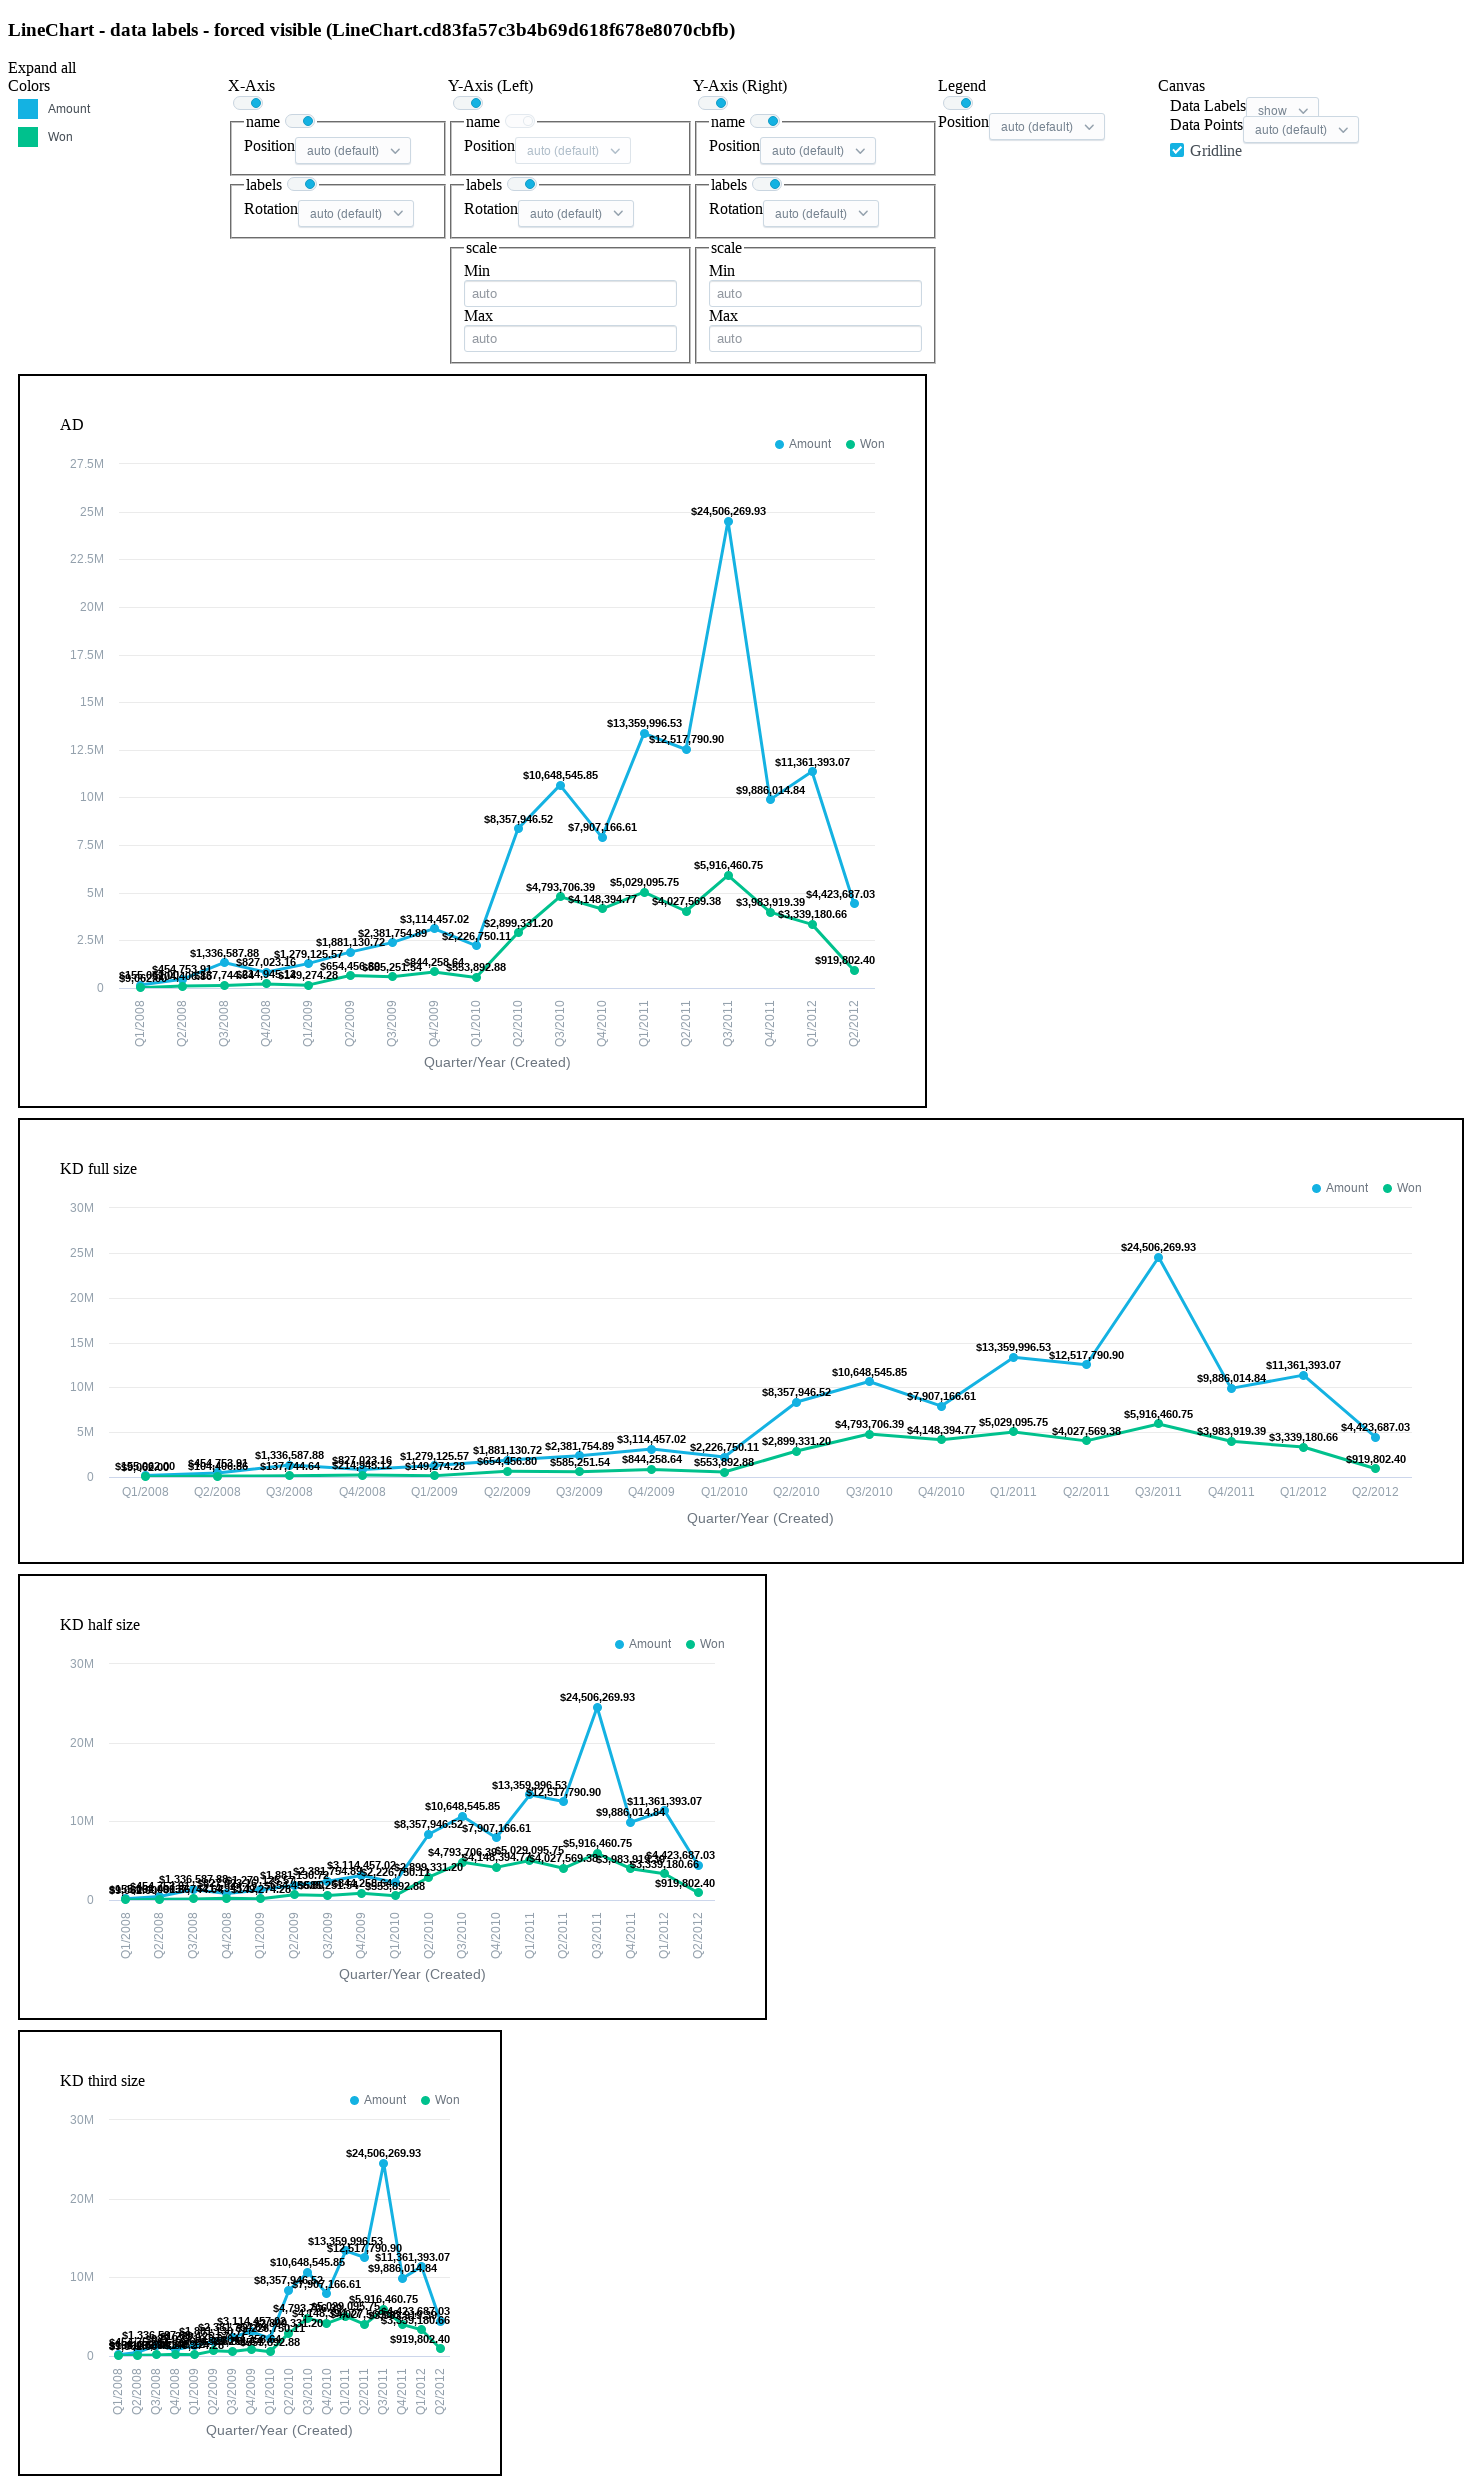 LineChart - data labels - forced visible (LineChart.cd83fa57c3b4b69d618f678e8070cbfb)
Expand all
Colors
Amount
Won
X-Axis
name
Position auto (default)
labels
Rotation auto (default)
Y-Axis (Left)
name
Position auto (default)
labels
Rotation auto (default)
scale
Min
auto
Max
auto
Y-Axis (Right)
name
Position auto (default)
labels
Rotation auto (default)
scale
Min
auto
Max
auto
Legend
Position auto (default)
Canvas
Data Labels show
Data Points auto (default)
Gridline
AD
Amount Won
27.5M
25M
22.5M
20M
17.5M
15M
12.5M
10M
7.5M
5M
2.5M
0
$24,506,269.93
$13,359,996.53
$12,517,790.90
$11,361,393.07
$10,648,545.85
$9,886,014.84
$8,357,946.52
$7,907,166.61
$5,916,460.75
$5,029,095.75
$4,793,706.39
$4,423,687.03
$4,148,394.77
$4,027,569.38
$3,983,919.39
$3,339,180.66
$3,114,457.02
$2,899,331.20
$2,381,754.89
$2,226,750.11
$1,881,130.72
$1,336,587.88
$1,279,125.57
$919,802.40
$827,023.16
$844,258.64
$553,892.88
$454,753.91
$149,274.28
Q1/2008 Q2/2008 Q3/2008 Q4/2008 Q1/2009 Q2/2009 Q3/2009 Q4/2009 Q1/2010 Q2/2010 Q3/2010 Q4/2010 Q1/2011 Q2/2011 Q3/2011 Q4/2011 Q1/2012 Q2/2012
Quarter/Year (Created)
KD full size
Amount Won
30M
25M
20M
15M
10M
5M
0
$24,506,269.93
$13,359,996.53
$12,517,790.90
$11,361,393.07
$10,648,545.85
$9,886,014.84
$8,357,946.52
$7,907,166.61
$5,916,460.75
$5,029,095.75
$4,793,706.39
$4,423,687.03
$4,148,394.77
$4,027,569.38
$3,983,919.39
$3,339,180.66
$3,114,457.02
$2,899,331.20
$2,381,754.89
$2,226,750.11
$1,881,130.72
$1,336,587.88
$1,279,125.57
$919,802.40
$844,258.64
$654,456.80
$585,251.54
$553,892.88
$137,744.64
$149,274.28
Q1/2008 Q2/2008 Q3/2008 Q4/2008 Q1/2009 Q2/2009 Q3/2009 Q4/2009 Q1/2010 Q2/2010 Q3/2010 Q4/2010 Q1/2011 Q2/2011 Q3/2011 Q4/2011 Q1/2012 Q2/2012
Quarter/Year (Created)
KD half size
Amount Won
30M
20M
10M
0
$24,506,269.93
$13,359,996.53
$12,517,790.90
$11,361,393.07
$10,648,545.85
$9,886,014.84
$8,357,946.52
$7,907,166.61
$5,916,460.75
$5,029,095.75
$4,423,687.03
$3,339,180.66
$919,802.40
$553,892.88
Q1/2008 Q2/2008 Q3/2008 Q4/2008 Q1/2009 Q2/2009 Q3/2009 Q4/2009 Q1/2010 Q2/2010 Q3/2010 Q4/2010 Q1/2011 Q2/2011 Q3/2011 Q4/2011 Q1/2012 Q2/2012
Quarter/Year (Created)
KD third size
Amount Won
30M
20M
10M
0
$24,506,269.93
$13,359,996.53
$12,517,790.90
$11,361,393.07
$10,648,545.85
$9,886,014.84
$7,907,166.61
$5,916,460.75
$919,802.40
Q1/2008 Q2/2008 Q3/2008 Q4/2008 Q1/2009 Q2/2009 Q3/2009 Q4/2009 Q1/2010 Q2/2010 Q3/2010 Q4/2010 Q1/2011 Q2/2011 Q3/2011 Q4/2011 Q1/2012 Q2/2012
Quarter/Year (Created)